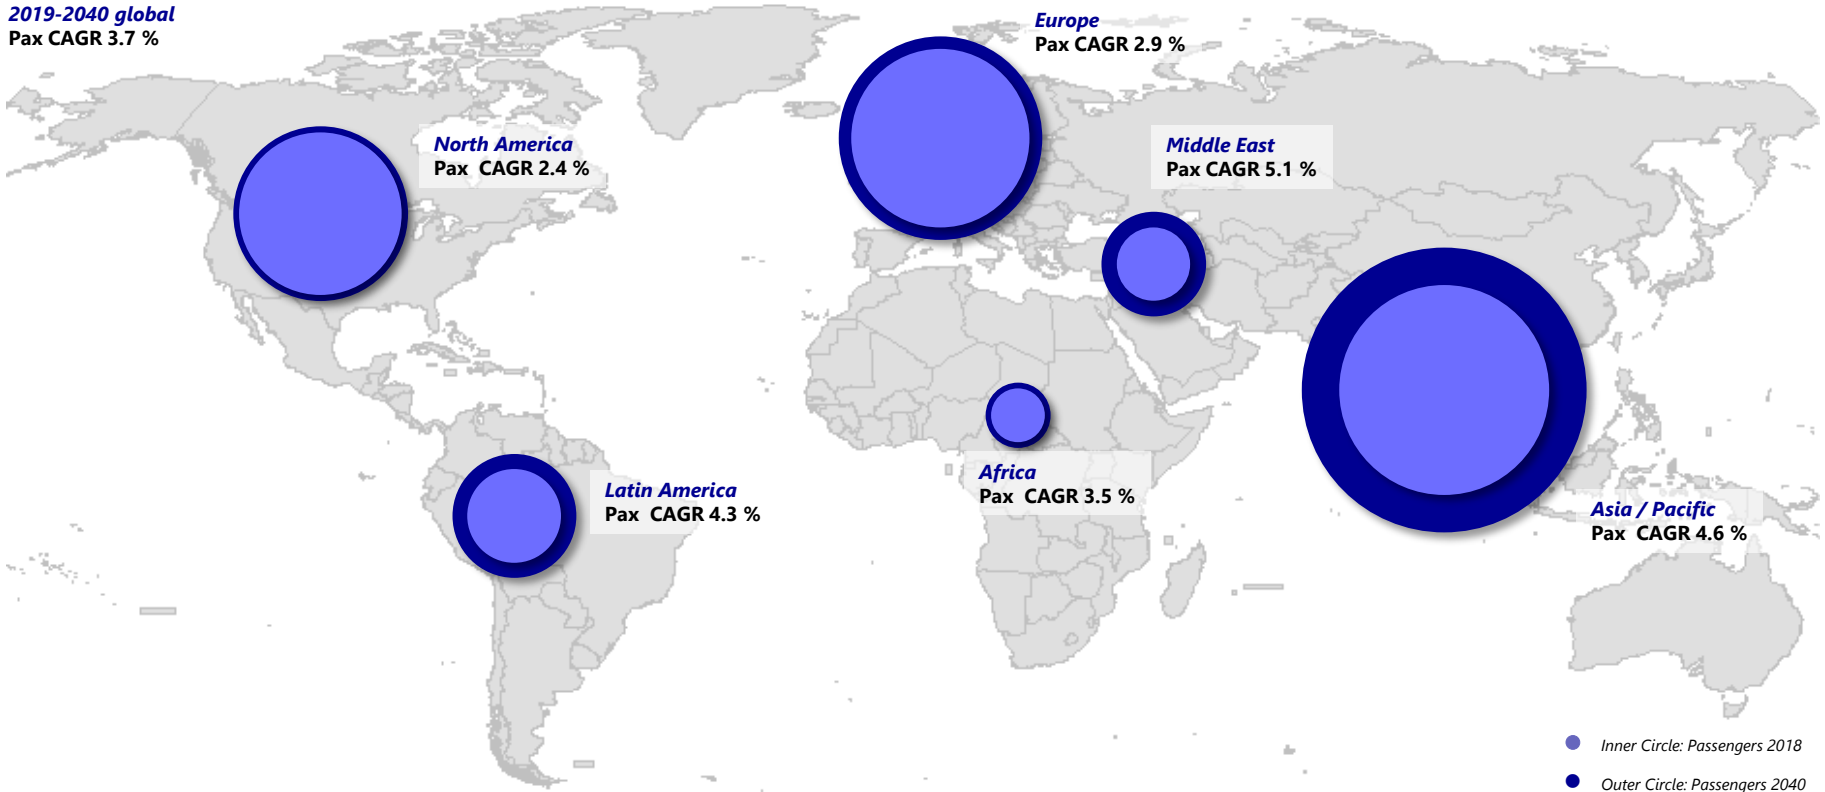 2019-2040 global
Pax CAGR 3.7 %
Europe
Pax CAGR 2.9 %
North America
Pax CAGR 2.4 %
Middle East
Pax CAGR 5.1 %
Latin America
Pax CAGR 4.3 %
Africa
Pax CAGR 3.5 %
Asia / Pacific
Pax CAGR 4.6 %
Inner Circle: Passengers 2018
Outer Circle: Passengers 2040